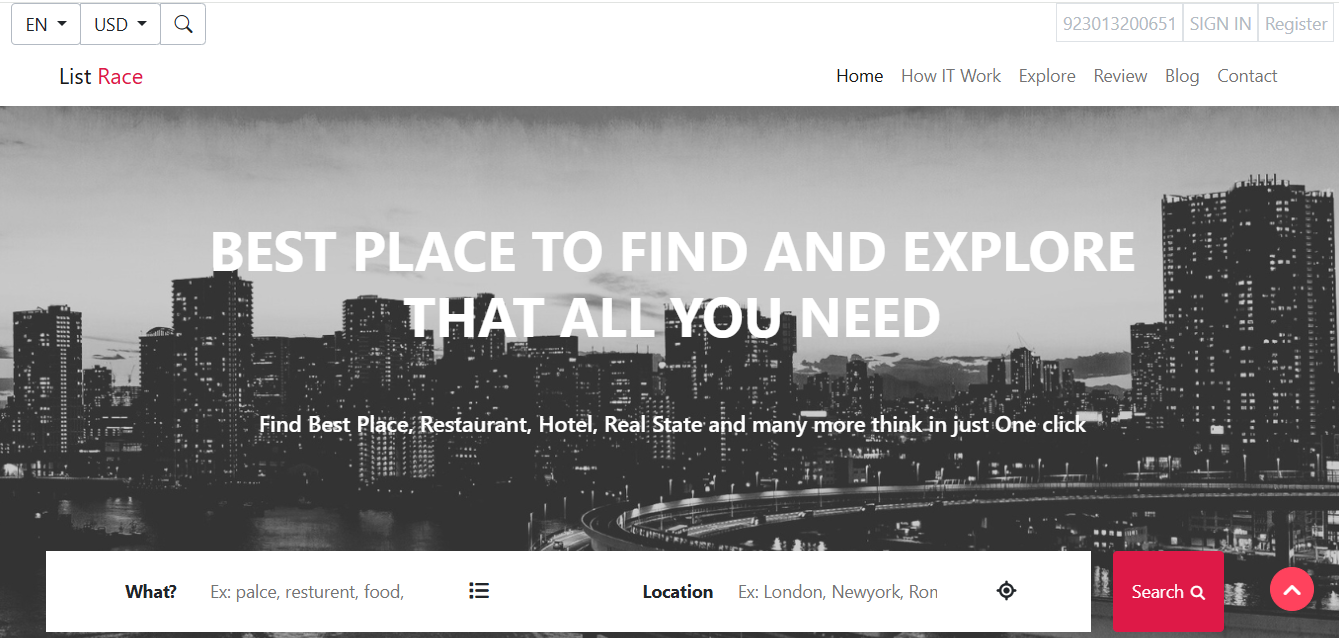 EN USD 923013200651 SIGN IN Register
List Race Home How IT Work Explore Review Blog Contact
BEST PLACE TO FIND AND EXPLORE
THAT ALL YOU NEED
Find Best Place, Restaurant, Hotel, Real State and many more think in just One click
What? Ex: palce, resturent, food, Location Ex: London, Newyork, Ron Search